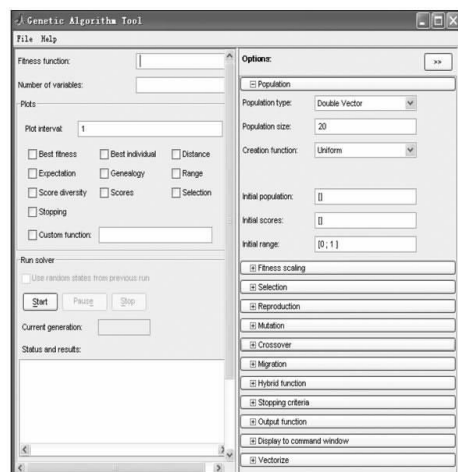 Genetic Algorithm Tool
File Help
Fitness function:
Number of variables:
Plots
Plot interval: 1
Best fitness Best individual Distance
Expectation Genealogy Range
Score diversity Scores Selection
Stopping
Custom function:
Run solver
Use random states from previous run
Start Pause Stop
Current generation:
Status and results:
Options:
>>
Population
Population type: Double Vector
Population size: 20
Creation function: Uniform
Initial population: []
Initial scores: []
Initial range: [0 ; 1 ]
Fitness scaling
Selection
Reproduction
Mutation
Crossover
Migration
Hybrid function
Stopping criteria
Output function
Display to command window
Vectorize